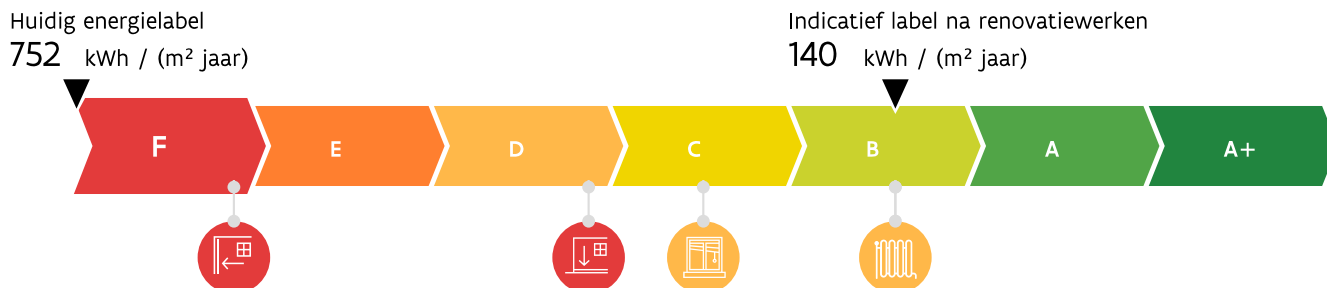 Huidig energielabel
752 kWh / (m² jaar)
Indicatief label na renovatiewerken
140 kWh / (m² jaar)
F E D C B A A+